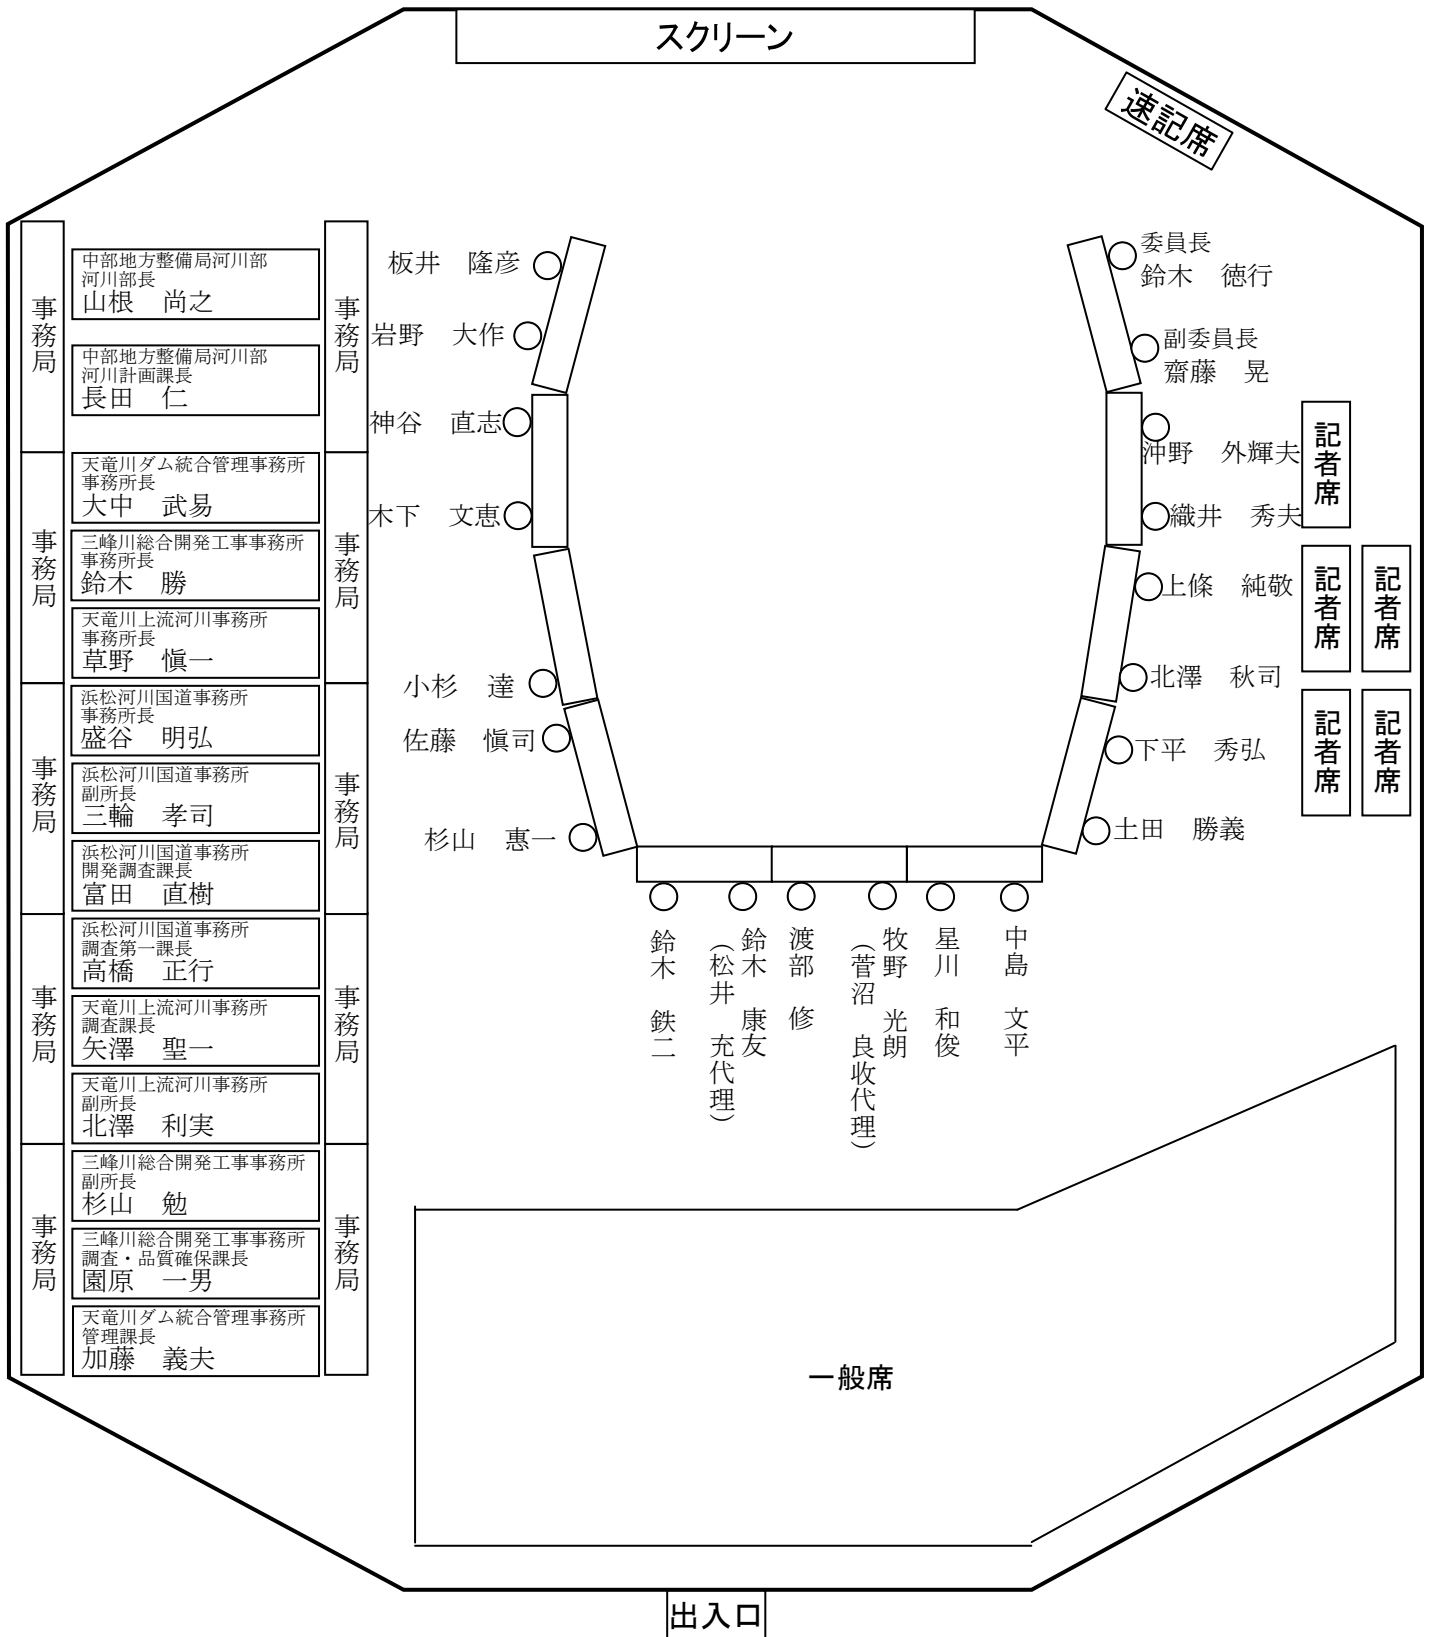 スクリーン
速記席
事務局
事務局
事務局
事務局
事務局
中部地方整備局河川部
河川部長
山根　尚之
中部地方整備局河川部
河川計画課長
長田　仁
天竜川ダム統合管理事務所
事務所長
大中　武易
三峰川総合開発工事事務所
事務所長
鈴木　勝
天竜川上流河川事務所
事務所長
草野　愼一
浜松河川国道事務所
事務所長
盛谷　明弘
浜松河川国道事務所
副所長
三輪　孝司
浜松河川国道事務所
開発調査課長
富田　直樹
浜松河川国道事務所
調査第一課長
高橋　正行
天竜川上流河川事務所
調査課長
矢澤　聖一
天竜川上流河川事務所
副所長
北澤　利実
三峰川総合開発工事事務所
副所長
杉山　勉
三峰川総合開発工事事務所
調査・品質確保課長
園原　一男
天竜川ダム統合管理事務所
管理課長
加藤　義夫
事務局
事務局
事務局
事務局
事務局
板井　隆彦
岩野　大作
神谷　直志
木下　文恵
小杉　達
佐藤　愼司
杉山　惠一
委員長
鈴木　徳行
副委員長
齋藤　晃
沖野　外輝夫
織井　秀夫
上條　純敬
北澤　秋司
下平　秀弘
土田　勝義
記者席
記者席
記者席
記者席
記者席
鈴木　鉄二
鈴木　康友
（松井　充代理）
渡部　修
牧野　光朗
（菅沼　良收代理）
星川　和俊
中島　文平
一般席
出入口